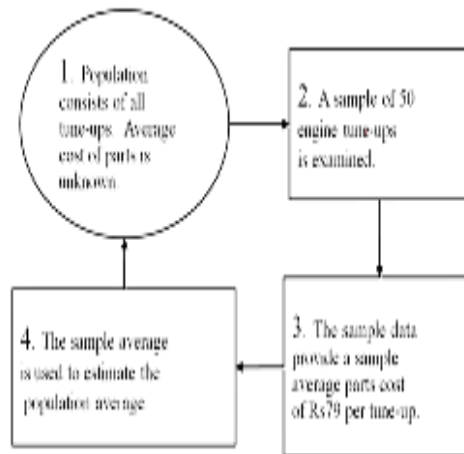 1. Population
consists of all
tune-ups. Average
cost of parts is
unknown
2. A sample of 50
engine tune-ups
is examined.
3. The sample data
provide a sample
average parts cost
of Rs79 per tune-up.
4. The sample average
is used to estimate the
population average